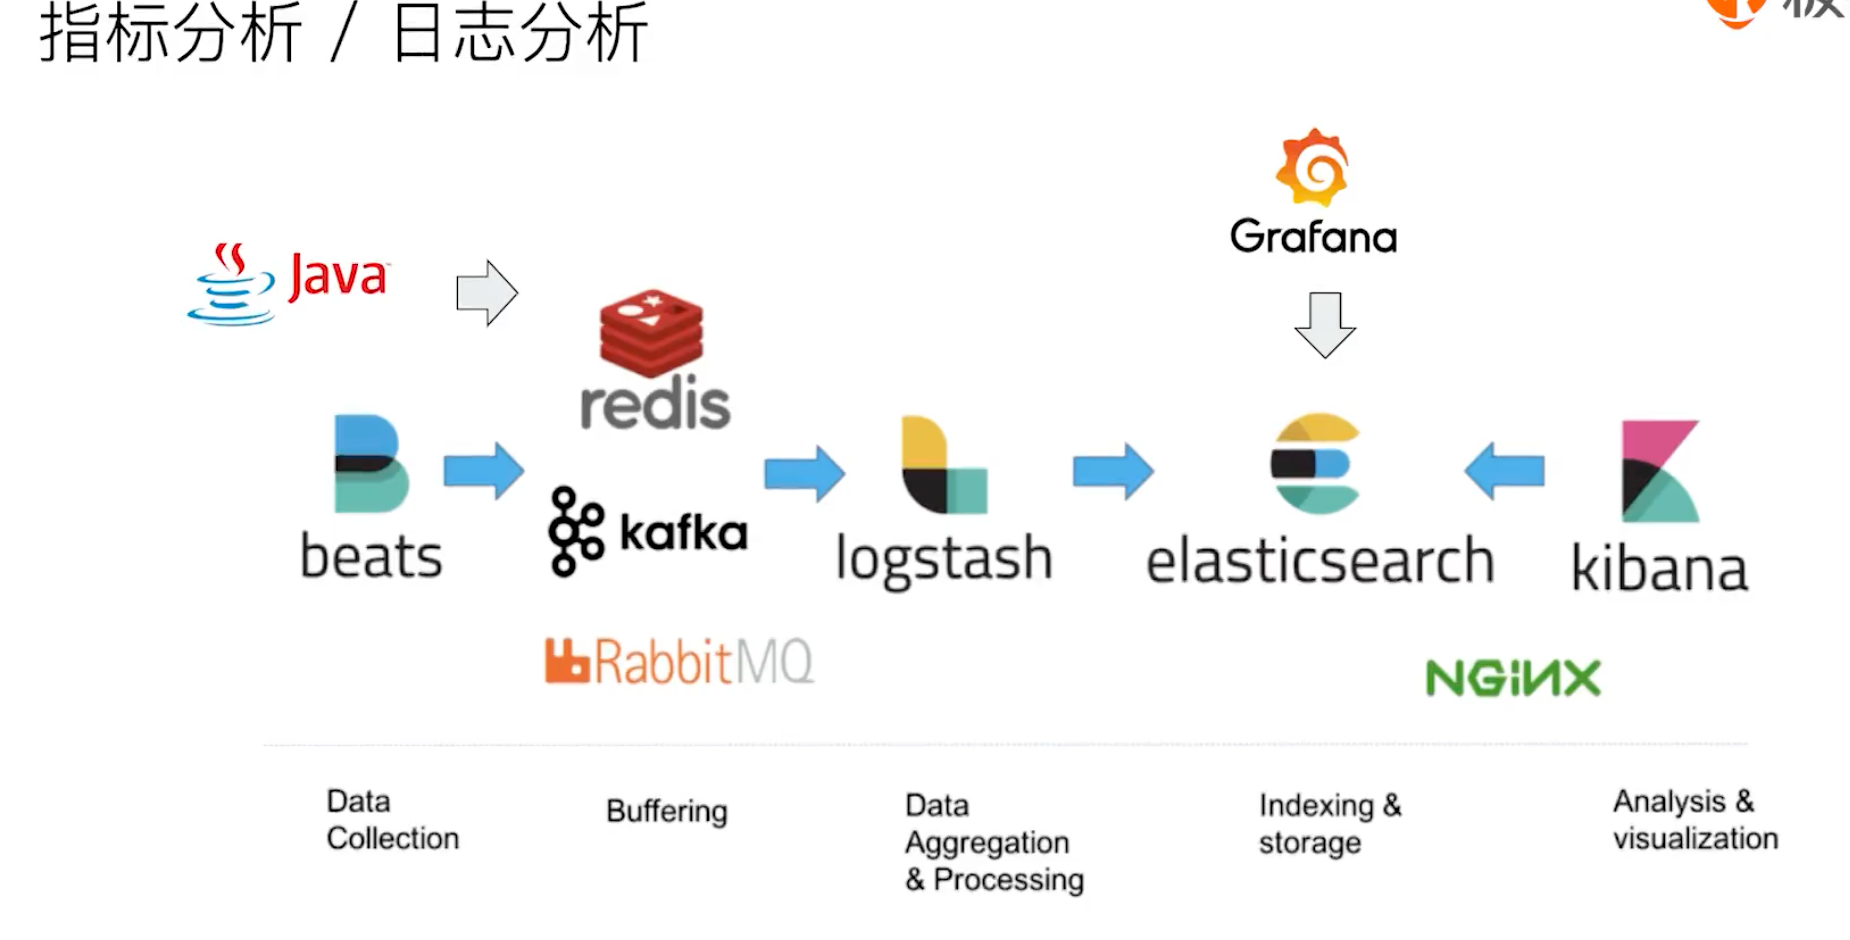 指标分析 / 日志分析
Grafana
Java
redis
beats
kafka
logstash
elasticsearch
kibana
RabbitMQ
NGINX
Data
Collection
Buffering
Data
Aggregation
& Processing
Indexing &
storage
Analysis &
visualization